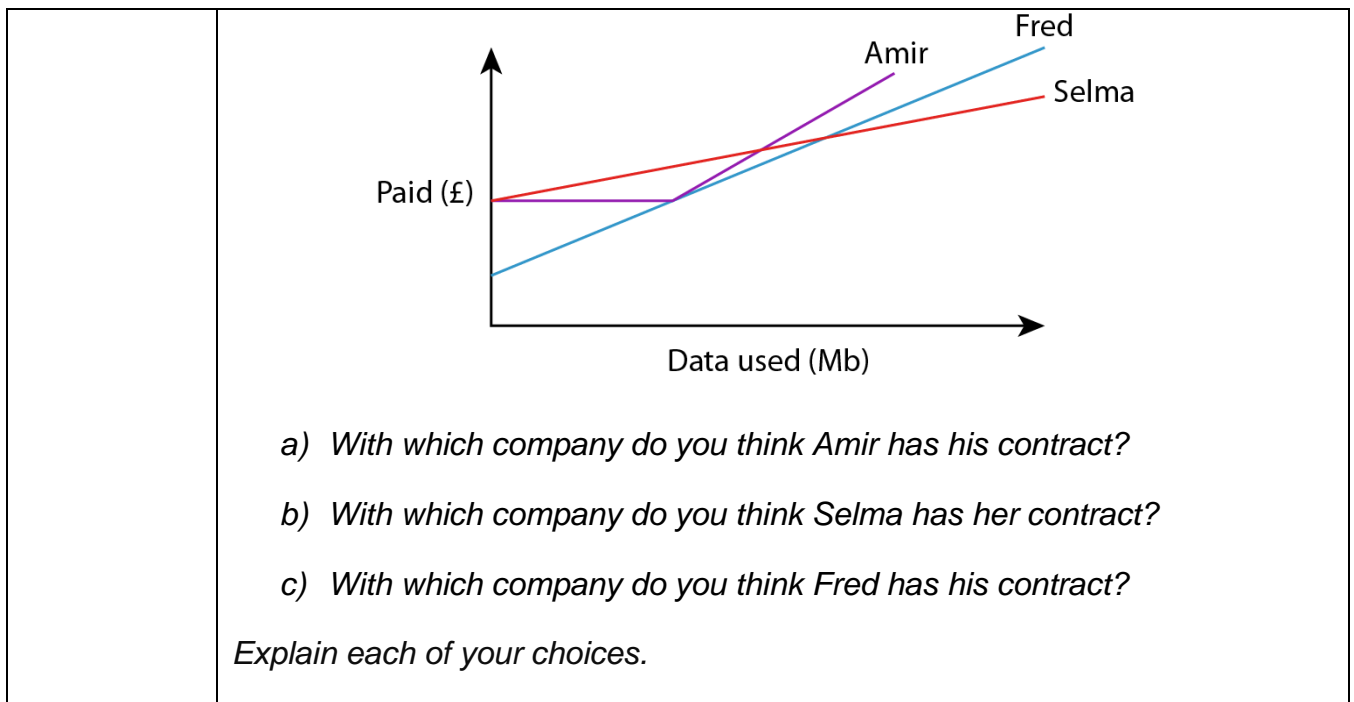 Fred
Amir
Selma
Paid (£)
Data used (Mb)
a) With which company do you think Amir has his contract?
b) With which company do you think Selma has her contract?
c) With which company do you think Fred has his contract?
Explain each of your choices.